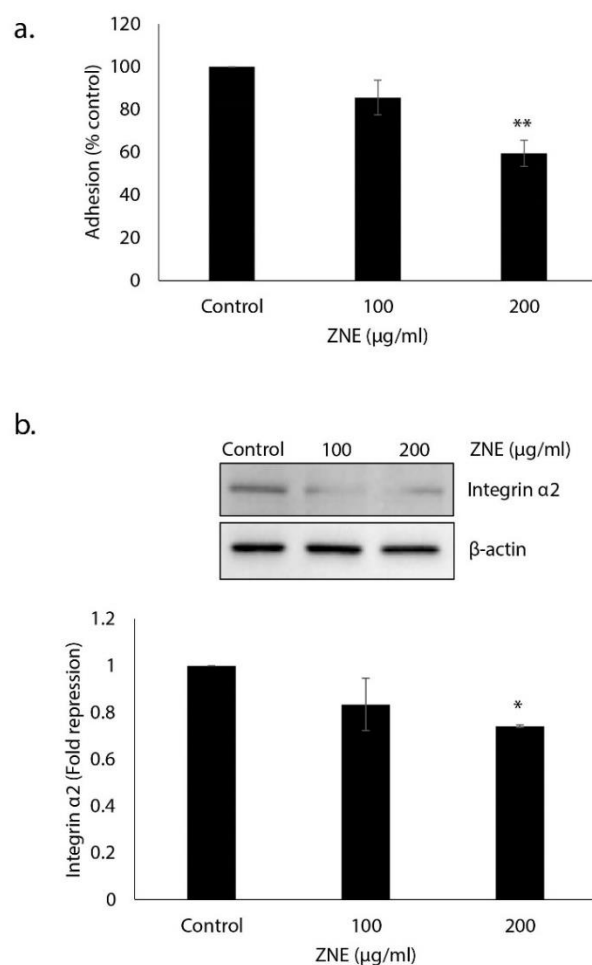 a.
120
100
80
60
40
20
0
Adhesion (% control)
**
Control 100 200
ZNE (µg/ml)
b.
Control 100 200 ZNE (µg/ml)
Integrin α2
β-actin
1.2
1
0.8
0.6
0.4
0.2
0
Integrin α2 (Fold repression)
*
Control 100 200
ZNE (µg/ml)